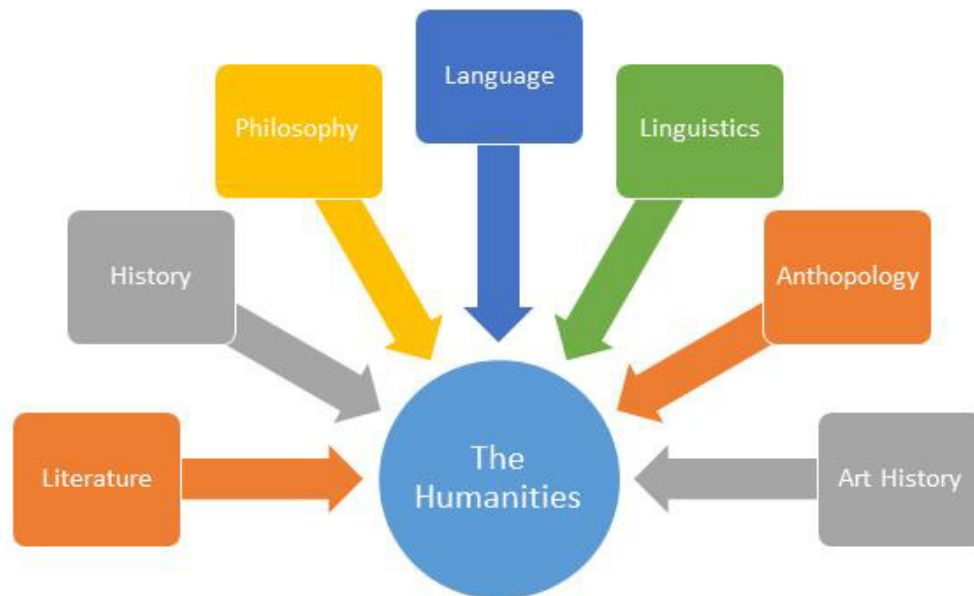 Language
Philosophy
Linguistics
History
Anthopology
Literature
The
Humanities
Art History